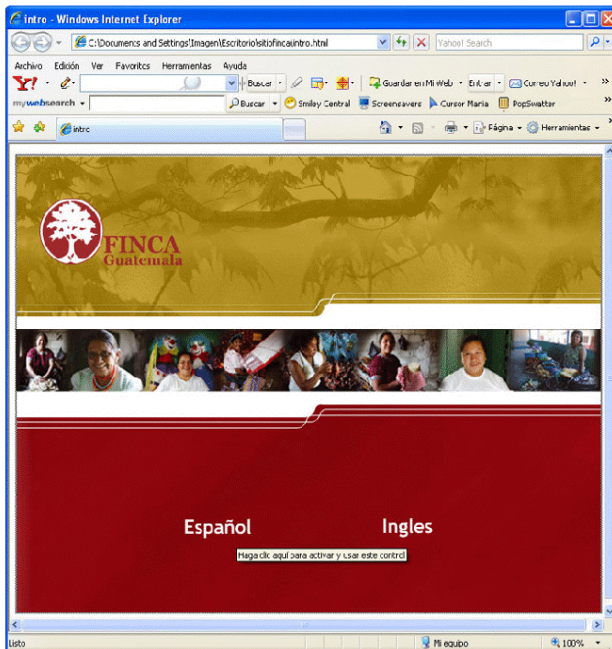 intro - Windows Internet Explorer
C:\Documents and Settings\Imagen\Escritorio\sitiofinca\intro.html
Yahoo! Search
Archivo Edición Ver Favoritos Herramientas Ayuda
Y! Buscar Guardar en Mi Web Entrar Correo Yahoo! »
mywebsearch Buscar Smiley Central Screensavers Cursor Mania PopSwatter »
intro Página Herramientas »
FINCA
Guatemala
Español Ingles
Haga clic aquí para activar y usar este control
Listo Mi equipo 100%